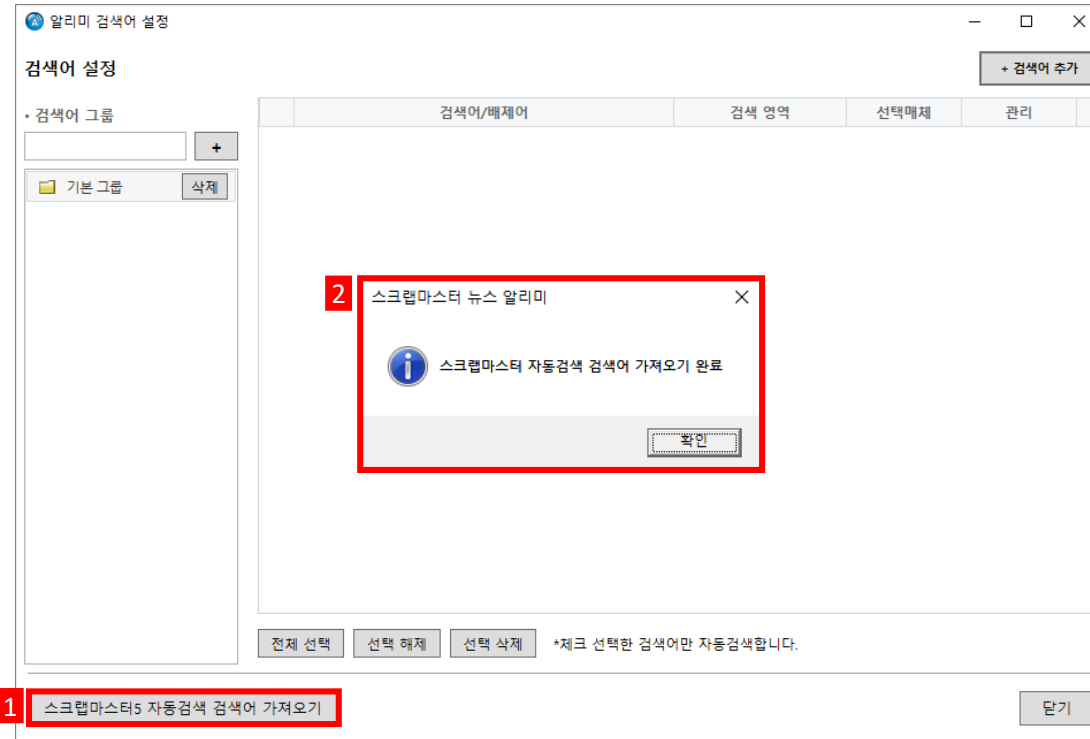 알리미 검색어 설정
검색어 설정
+ 검색어 추가
• 검색어 그룹
+
기본 그룹
삭제
검색어/배제어 검색 영역 선택매체 관리
2
스크랩마스터 뉴스 알리미
스크랩마스터 자동검색 검색어 가져오기 완료
확인
전체 선택 선택 해제 선택 삭제 *체크 선택한 검색어만 자동검색합니다.
1
스크랩마스터5 자동검색 검색어 가져오기
닫기